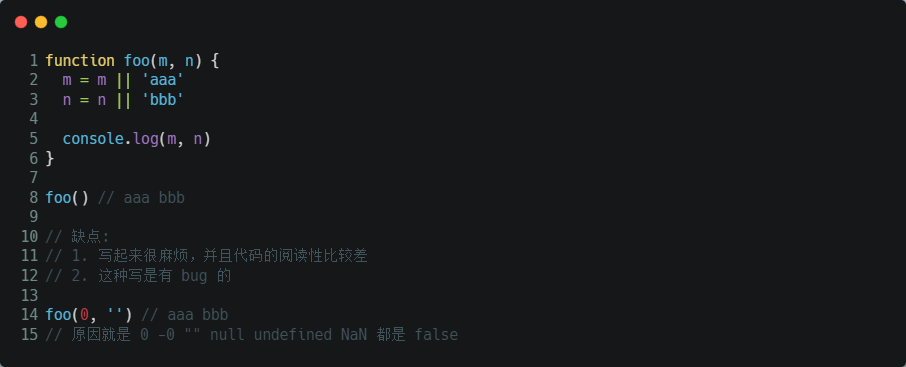 1 function foo(m, n) {
2   m = m || 'aaa'
3   n = n || 'bbb'
4
5   console.log(m, n)
6 }
7
8 foo() // aaa bbb
9
10 // 缺点:
11 // 1. 写起来很麻烦，并且代码的阅读性比较差
12 // 2. 这种写是有 bug 的
13
14 foo(0, '') // aaa bbb
15 // 原因就是 0 -0 "" null undefined NaN 都是 false